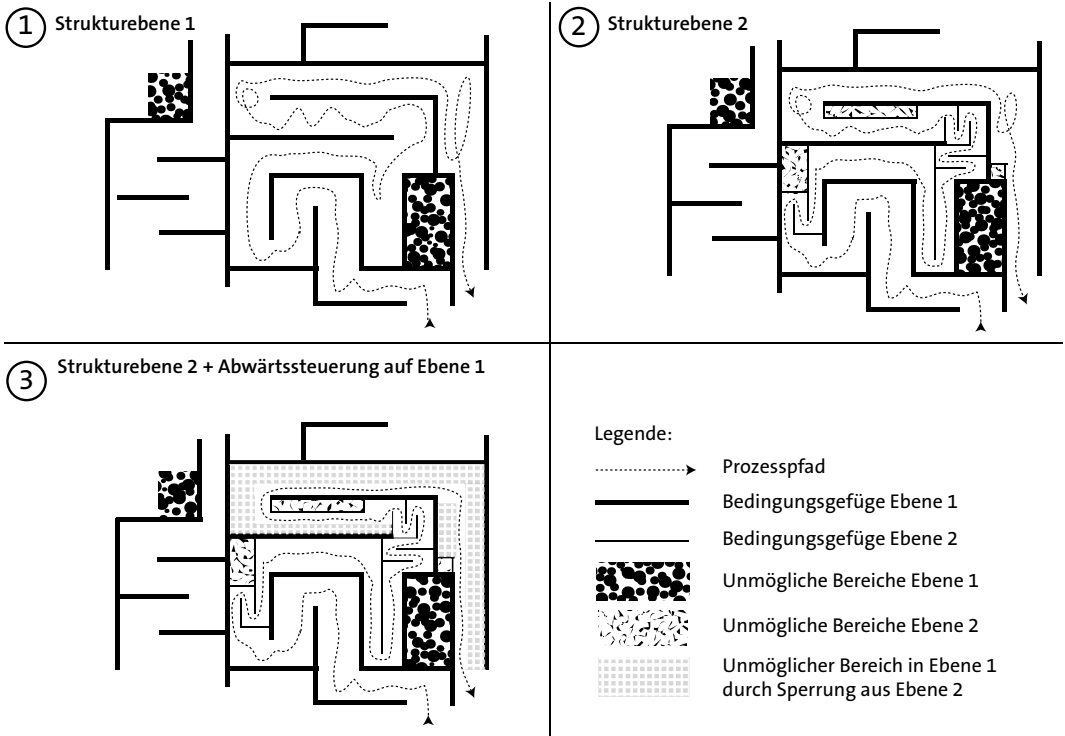 1 Strukturebene 1
2 Strukturebene 2
3 Strukturebene 2 + Abwärtssteuerung auf Ebene 1
Legende:
Prozesspfad
Bedingungsgefüge Ebene 1
Bedingungsgefüge Ebene 2
Unmögliche Bereiche Ebene 1
Unmögliche Bereiche Ebene 2
Unmöglicher Bereich in Ebene 1
durch Sperrung aus Ebene 2